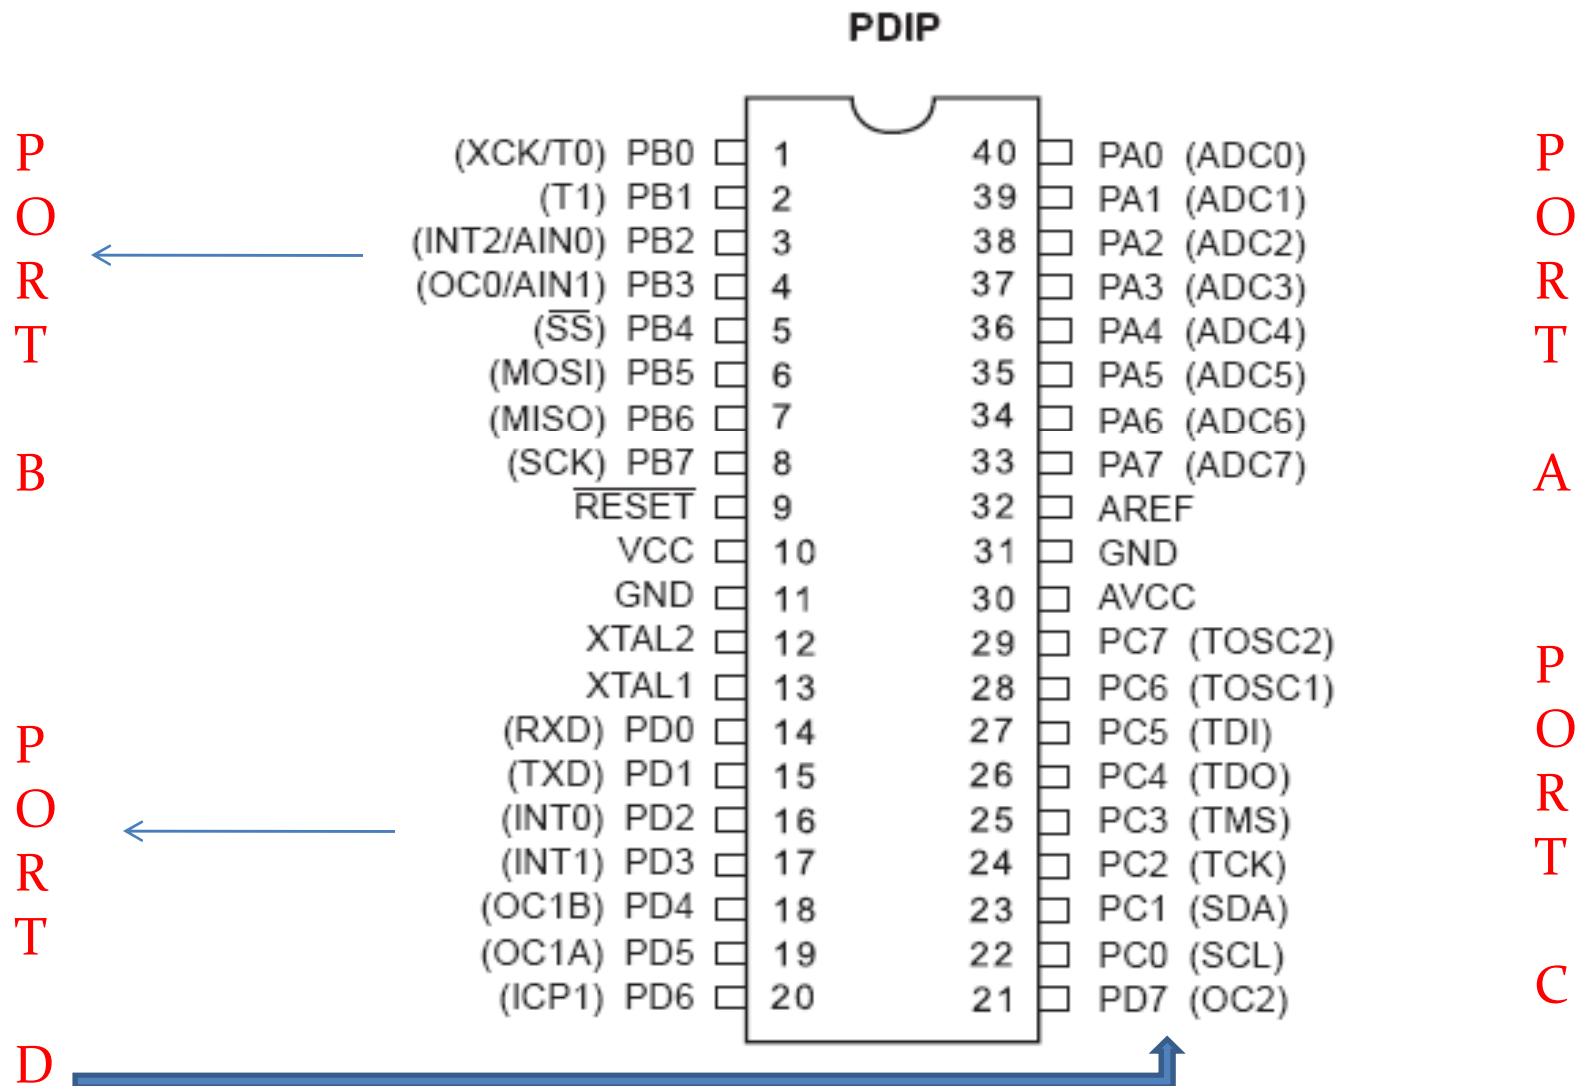 PDIP
PORT B
(XCK/T0) PB0 1
(T1) PB1 2
(INT2/AIN0) PB2 3
(OC0/AIN1) PB3 4
(SS) PB4 5
(MOSI) PB5 6
(MISO) PB6 7
(SCK) PB7 8
RESET 9
VCC 10
GND 11
XTAL2 12
XTAL1 13
PORT D
(RXD) PD0 14
(TXD) PD1 15
(INT0) PD2 16
(INT1) PD3 17
(OC1B) PD4 18
(OC1A) PD5 19
(ICP1) PD6 20
40 PA0 (ADC0)
39 PA1 (ADC1)
38 PA2 (ADC2)
37 PA3 (ADC3)
36 PA4 (ADC4)
35 PA5 (ADC5)
34 PA6 (ADC6)
33 PA7 (ADC7)
32 AREF
31 GND
30 AVCC
29 PC7 (TOSC2)
28 PC6 (TOSC1)
27 PC5 (TDI)
26 PC4 (TDO)
25 PC3 (TMS)
24 PC2 (TCK)
23 PC1 (SDA)
22 PC0 (SCL)
21 PD7 (OC2)
PORT A
PORT C